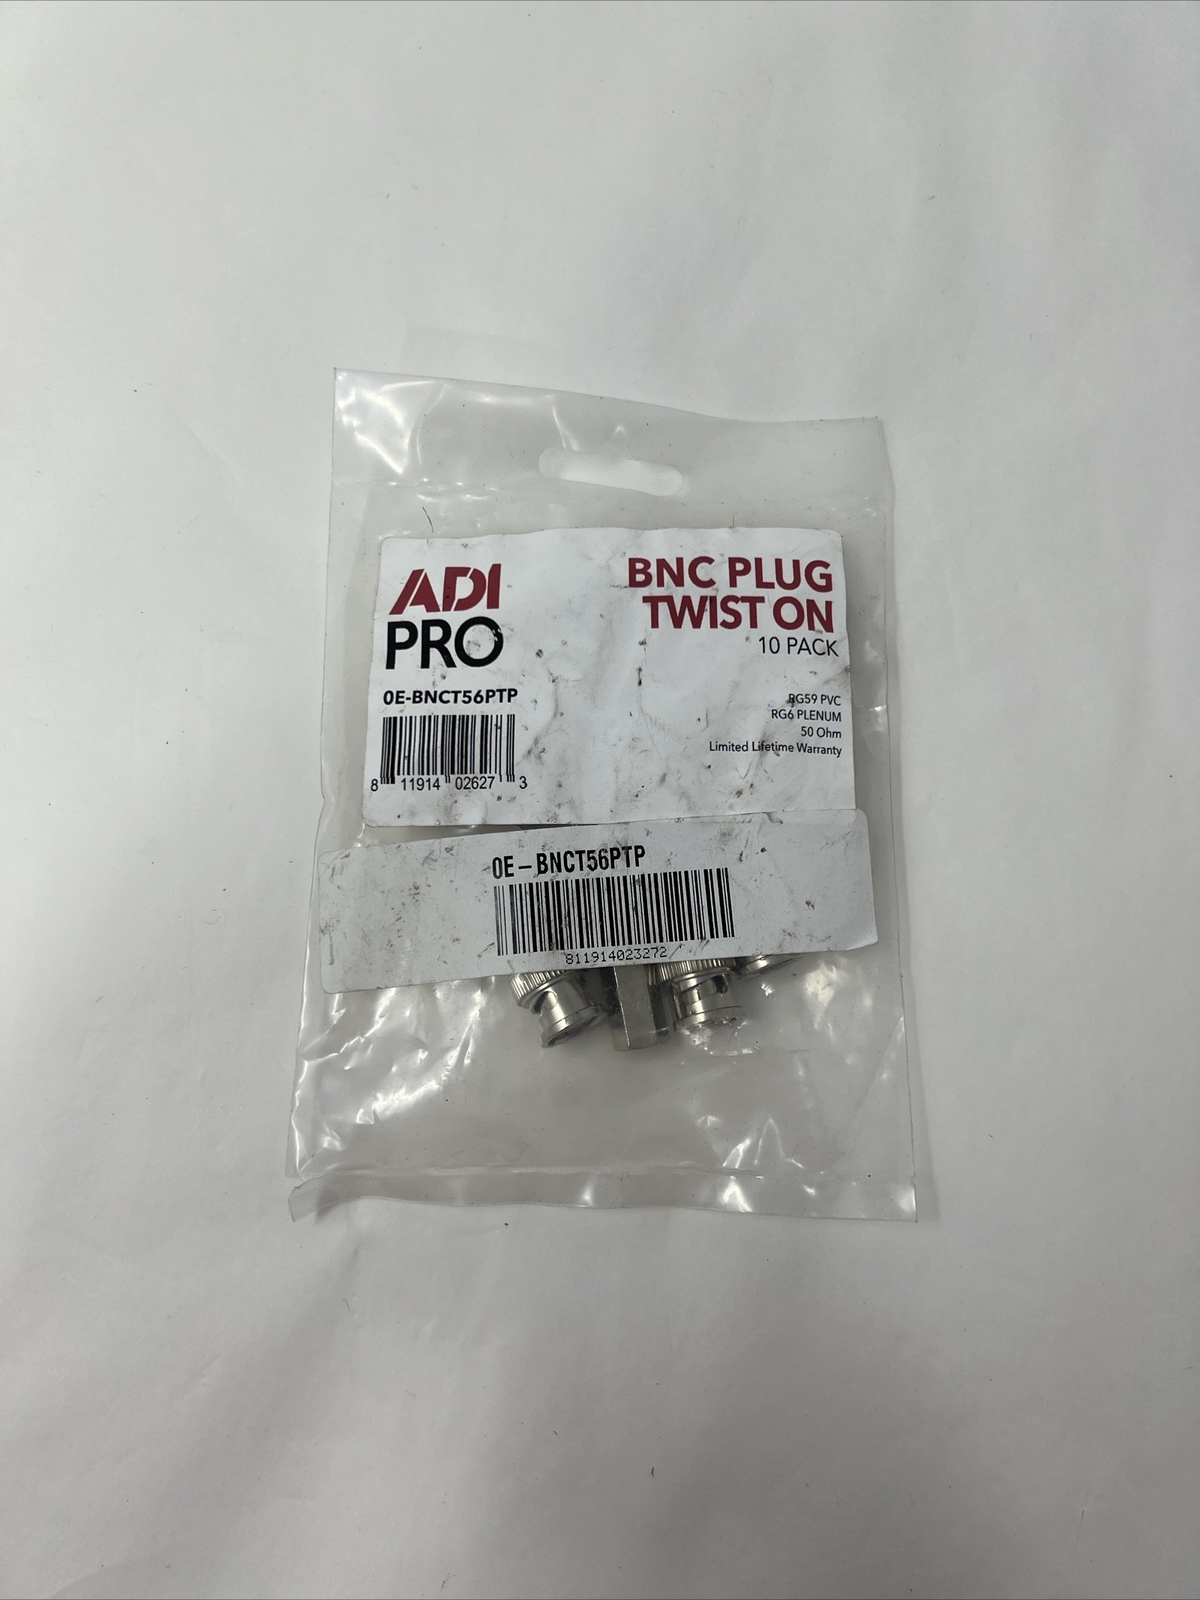 ADI
PRO
0E-BNCT56PTP
8 11914 02627 3
BNC PLUG
TWIST ON
10 PACK
RG59 PVC
RG6 PLENUM
50 Ohm
Limited Lifetime Warranty
0E-BNCT56PTP
811914023272